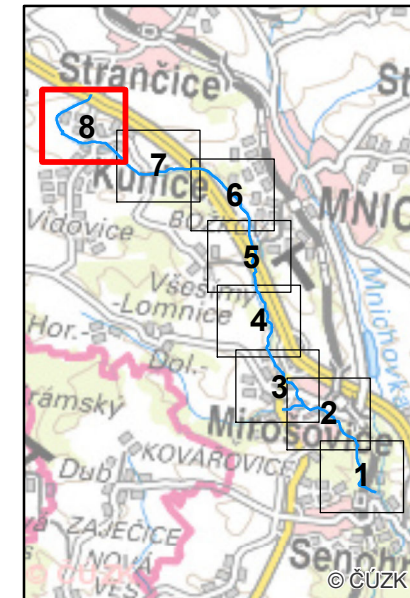 Strančice
St
8
7
Kunice
6
MNIC
Vidovice
BO
5
Všešímy
-Lomnice
4
Mnichovka
Hor.-
Dol.-
3
rámský
2
Mirošovice
KOVÁŘOVICE
1
Dub
ZAJEČICE
NOVÁ
VES
Senoh
© ČÚZK